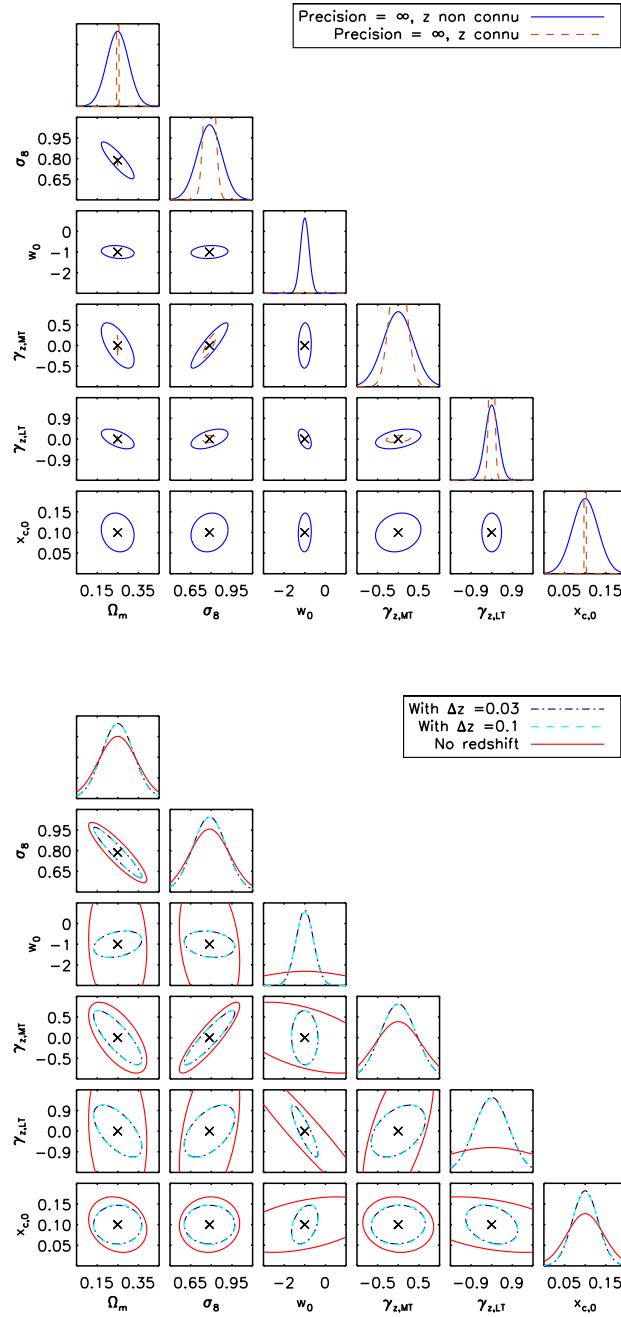 Precision = ∞, z non connu
Precision = ∞, z connu
σ8
0.95
0.80
0.65
w0
0
−1
−2
γz,MT
0.5
0.0
−0.5
γz,LT
0.9
0.0
−0.9
xc,0
0.15
0.10
0.05
0.15 0.35 0.65 0.95 −2 0 −0.5 0.5 −0.9 0.9 0.05 0.15
Ωm σ8 w0 γz,MT γz,LT xc,0
With Δz =0.03
With Δz =0.1
No redshift
σ8
0.95
0.80
0.65
w0
0
−1
−2
γz,MT
0.5
0.0
−0.5
γz,LT
0.9
0.0
−0.9
xc,0
0.15
0.10
0.05
0.15 0.35 0.65 0.95 −2 0 −0.5 0.5 −0.9 0.9 0.05 0.15
Ωm σ8 w0 γz,MT γz,LT xc,0